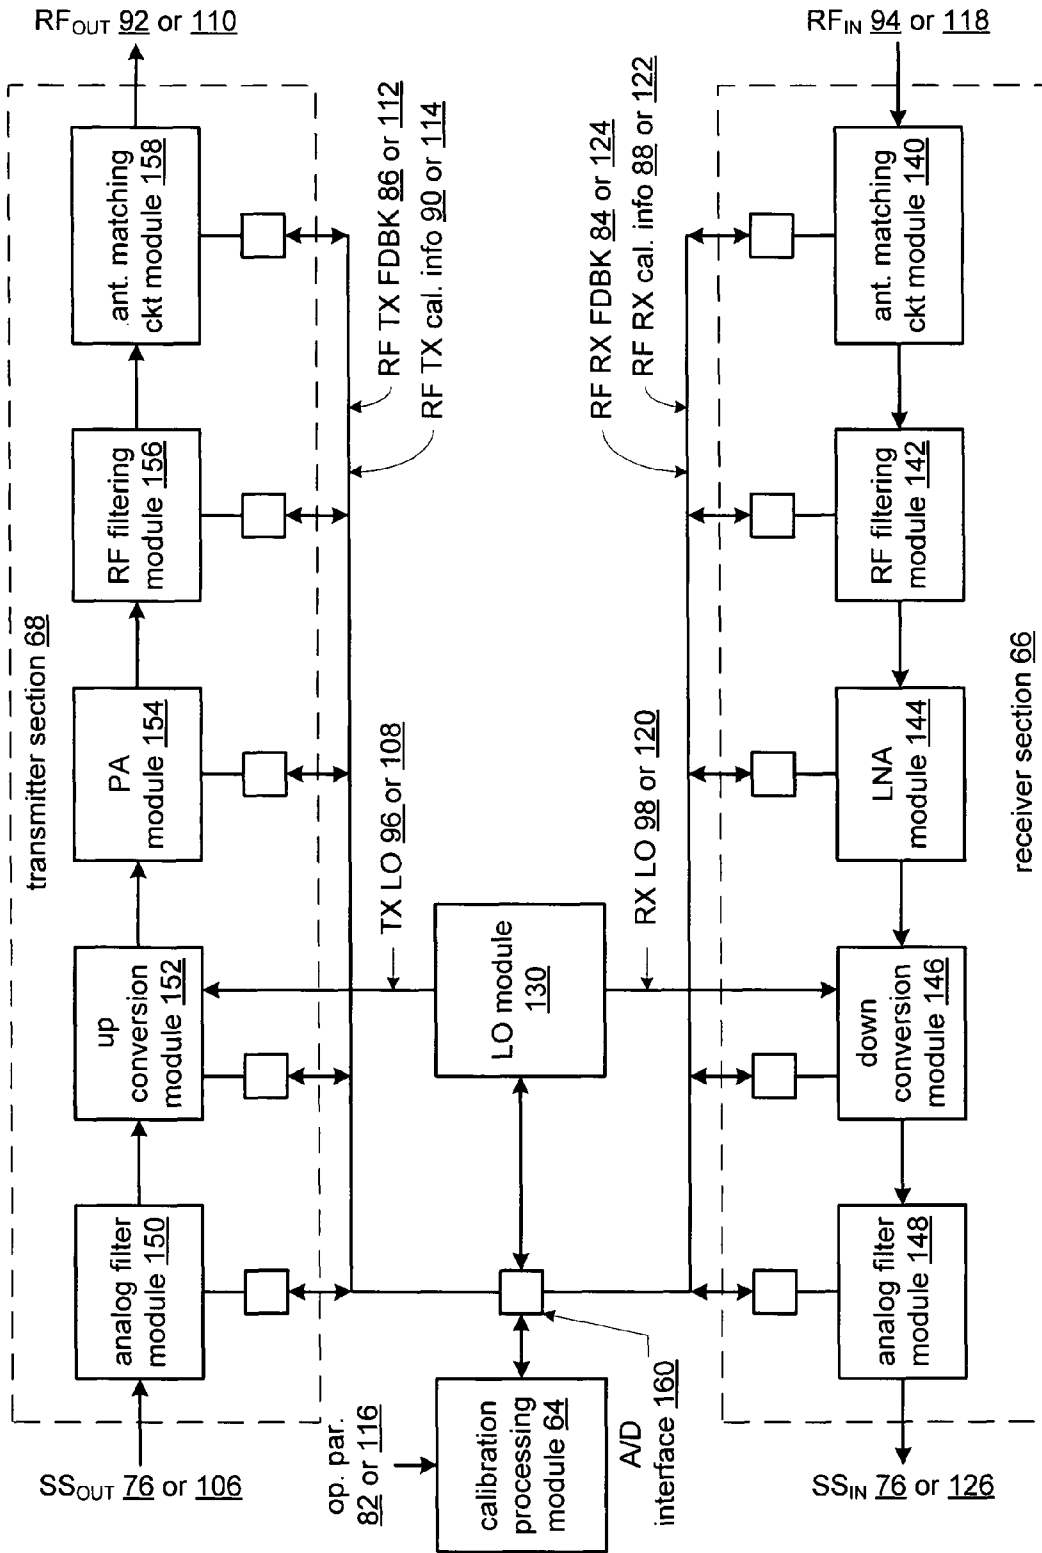 RFOUT 92 or 110
transmitter section 68
ant. matching
ckt module 158
RF filtering
module 156
PA
module 154
up
conversion
module 152
analog filter
module 150
SSOUT 76 or 106
RF TX FDBK 86 or 112
RF TX cal. info 90 or 114
TX LO 96 or 108
LO module
130
RX LO 98 or 120
RF RX FDBK 84 or 124
RF RX cal. info 88 or 122
op. par.
82 or 116
calibration
processing
module 64
A/D
interface 160
RFIN 94 or 118
ant. matching
ckt module 140
RF filtering
module 142
LNA
module 144
down
conversion
module 146
analog filter
module 148
SSIN 76 or 126
receiver section 66